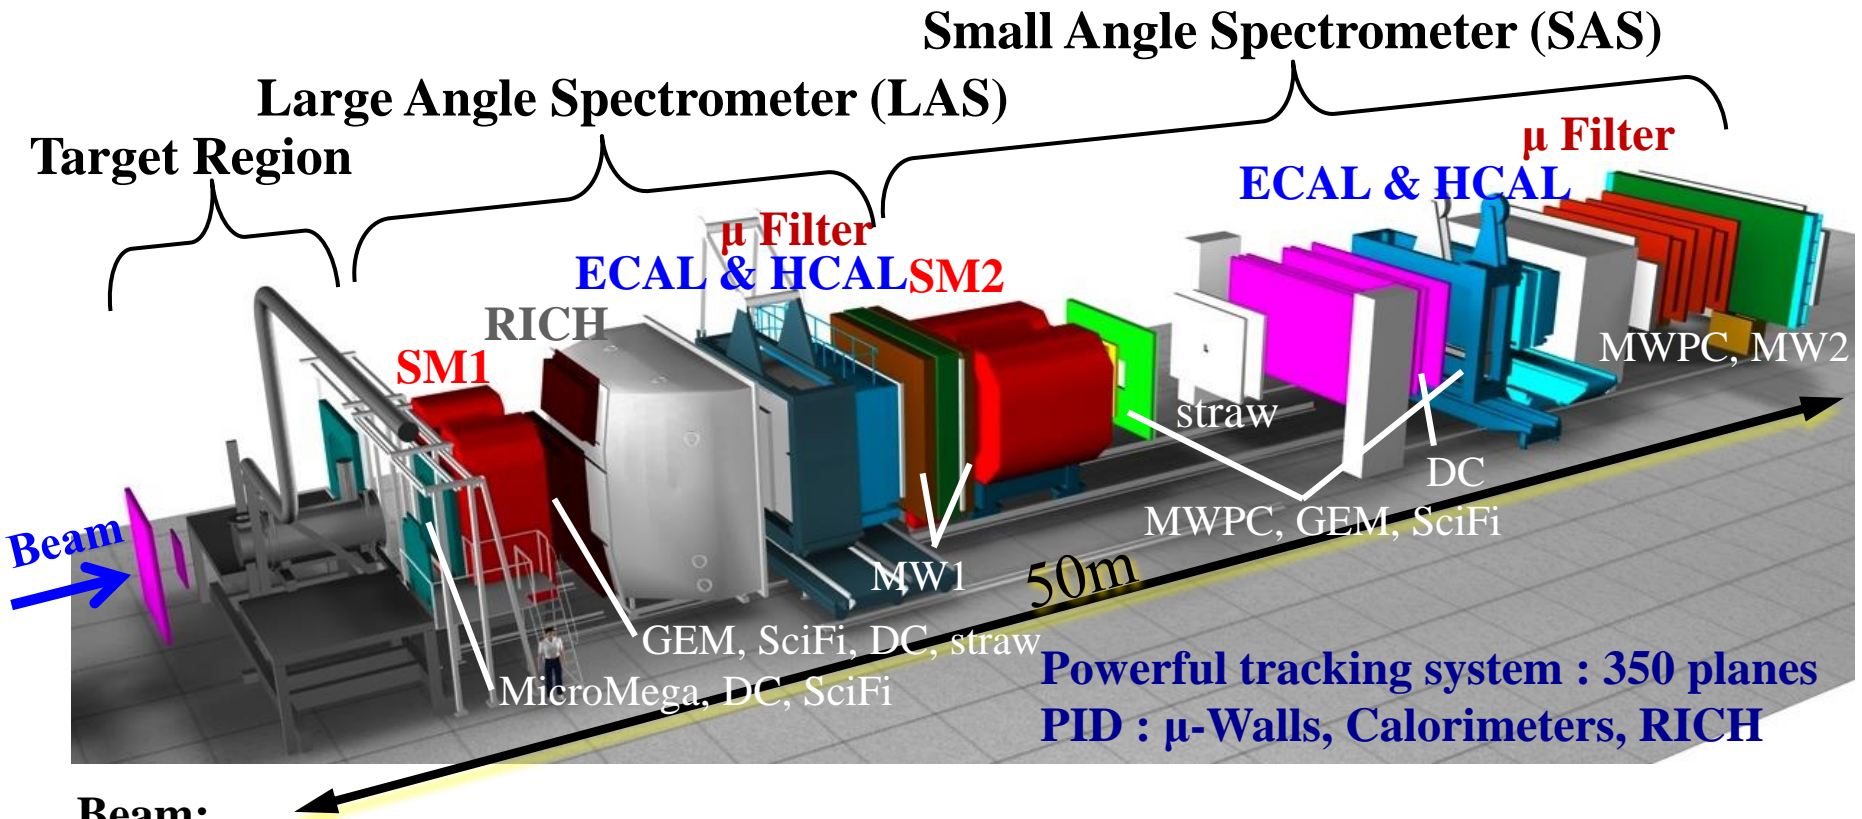 Small Angle Spectrometer (SAS)
Large Angle Spectrometer (LAS)
Target Region
μ Filter
ECAL & HCAL
μ Filter
ECAL & HCAL
SM2
RICH
SM1
MWPC, MW2
straw
DC
MWPC, GEM, SciFi
Beam
MW1
50m
GEM, SciFi, DC, straw
MicroMega, DC, SciFi
Powerful tracking system : 350 planes
PID : μ-Walls, Calorimeters, RICH
Beam: